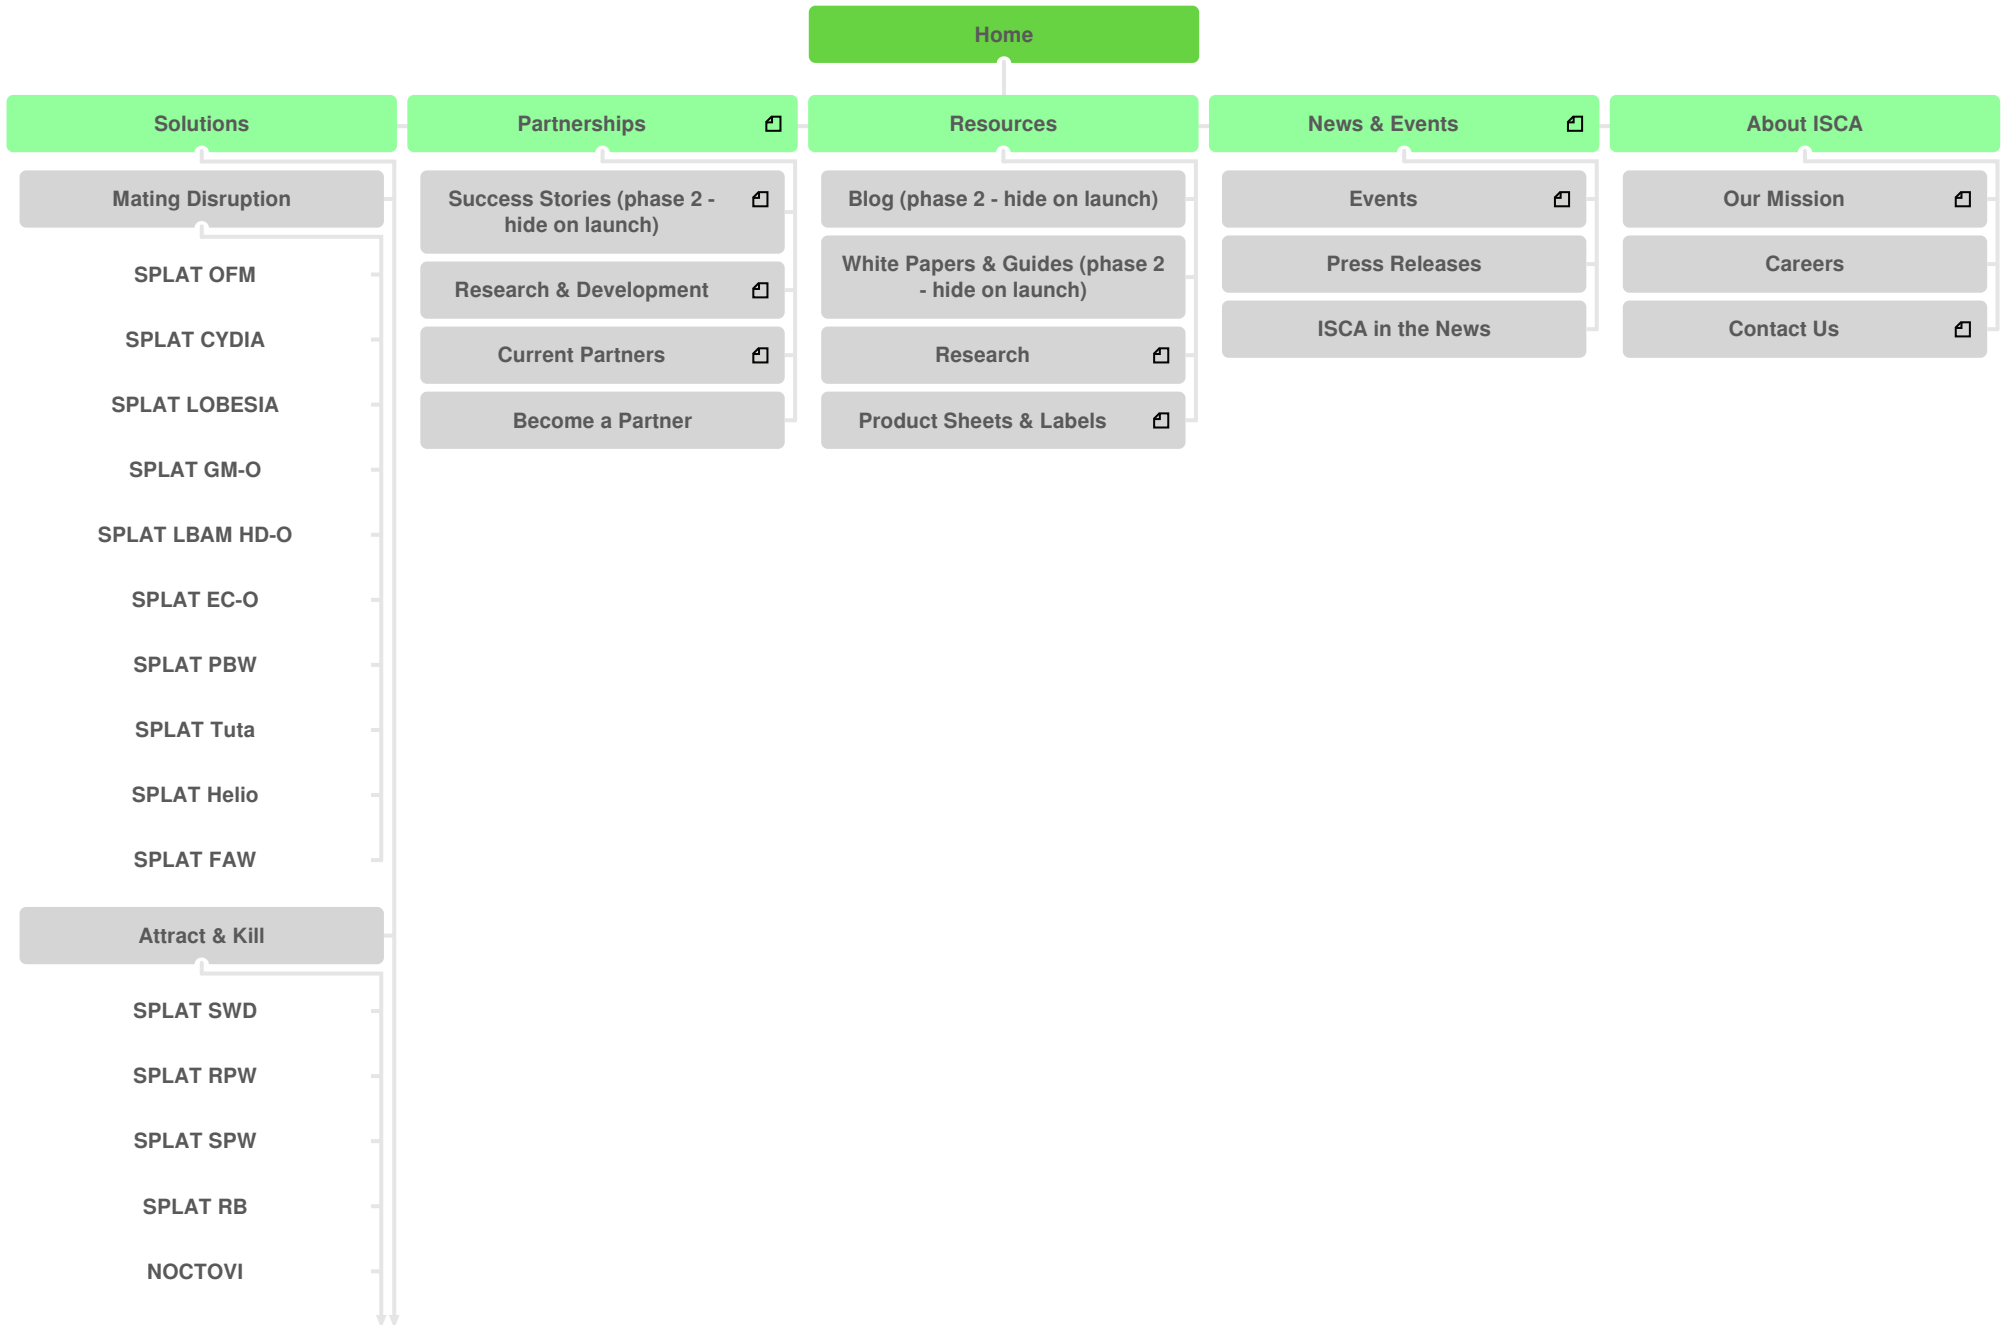 Home
Solutions
Mating Disruption
SPLAT OFM
SPLAT CYDIA
SPLAT LOBESIA
SPLAT GM-O
SPLAT LBAM HD-O
SPLAT EC-O
SPLAT PBW
SPLAT Tuta
SPLAT Helio
SPLAT FAW
Attract & Kill
SPLAT SWD
SPLAT RPW
SPLAT SPW
SPLAT RB
NOCTOVI
Partnerships
Success Stories (phase 2 -
hide on launch)
Research & Development
Current Partners
Become a Partner
Resources
Blog (phase 2 - hide on launch)
White Papers & Guides (phase 2
- hide on launch)
Research
Product Sheets & Labels
News & Events
Events
Press Releases
ISCA in the News
About ISCA
Our Mission
Careers
Contact Us